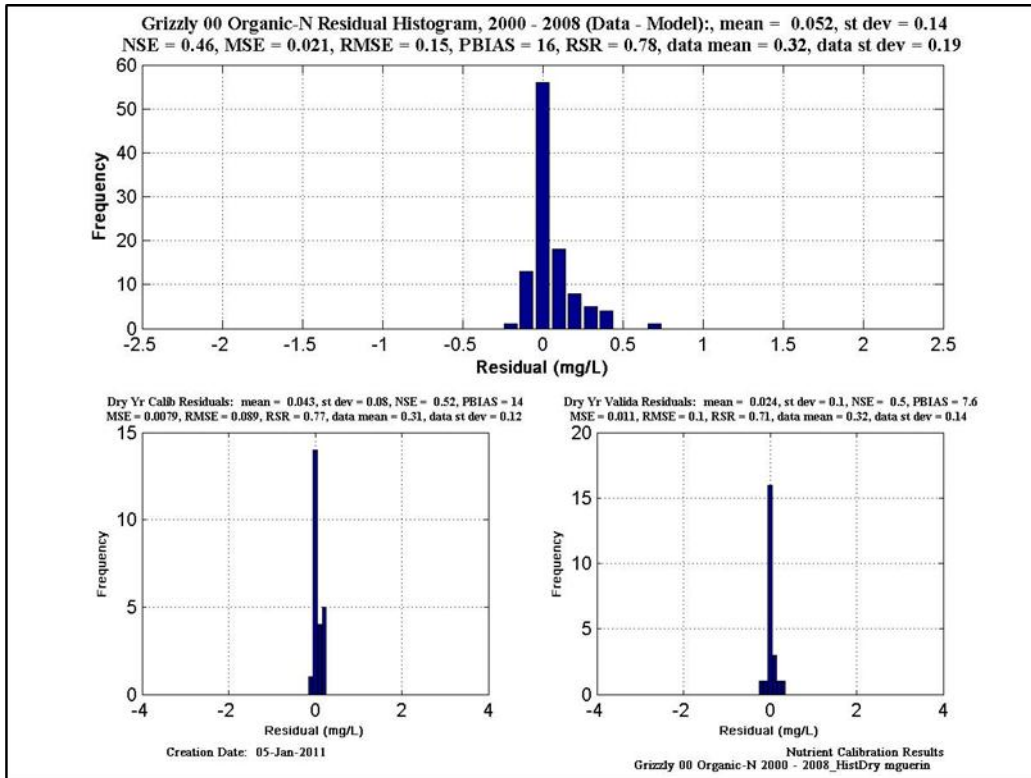 Grizzly 00 Organic-N Residual Histogram, 2000 - 2008 (Data - Model):, mean = 0.052, st dev = 0.14
NSE = 0.46, MSE = 0.021, RMSE = 0.15, PBIAS = 16, RSR = 0.78, data mean = 0.32, data st dev = 0.19
60
50
40
30
20
10
0
Frequency
-2.5 -2 -1.5 -1 -0.5 0 0.5 1 1.5 2 2.5
Residual (mg/L)
Dry Yr Calib Residuals: mean = 0.043, st dev = 0.08, NSE = 0.52, PBIAS = 14
MSE = 0.0079, RMSE = 0.089, RSR = 0.77, data mean = 0.31, data st dev = 0.12
15
10
5
0
Frequency
-4 -2 0 2 4
Residual (mg/L)
Dry Yr Valida Residuals: mean = 0.024, st dev = 0.1, NSE = 0.5, PBIAS = 7.6
MSE = 0.011, RMSE = 0.1, RSR = 0.71, data mean = 0.32, data st dev = 0.14
20
15
10
5
0
Frequency
-4 -2 0 2 4
Residual (mg/L)
Creation Date: 05-Jan-2011
Nutrient Calibration Results
Grizzly 00 Organic-N 2000 - 2008_HistDry mguerin